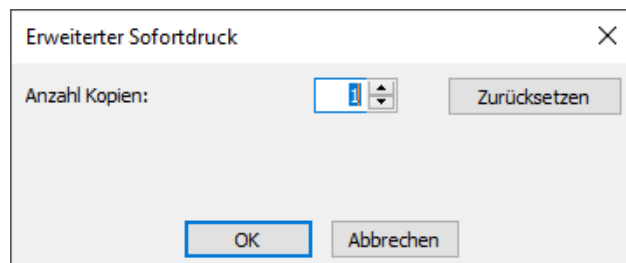 Erweiterter Sofortdruck
Anzahl Kopien: 1 Zurücksetzen
OK Abbrechen